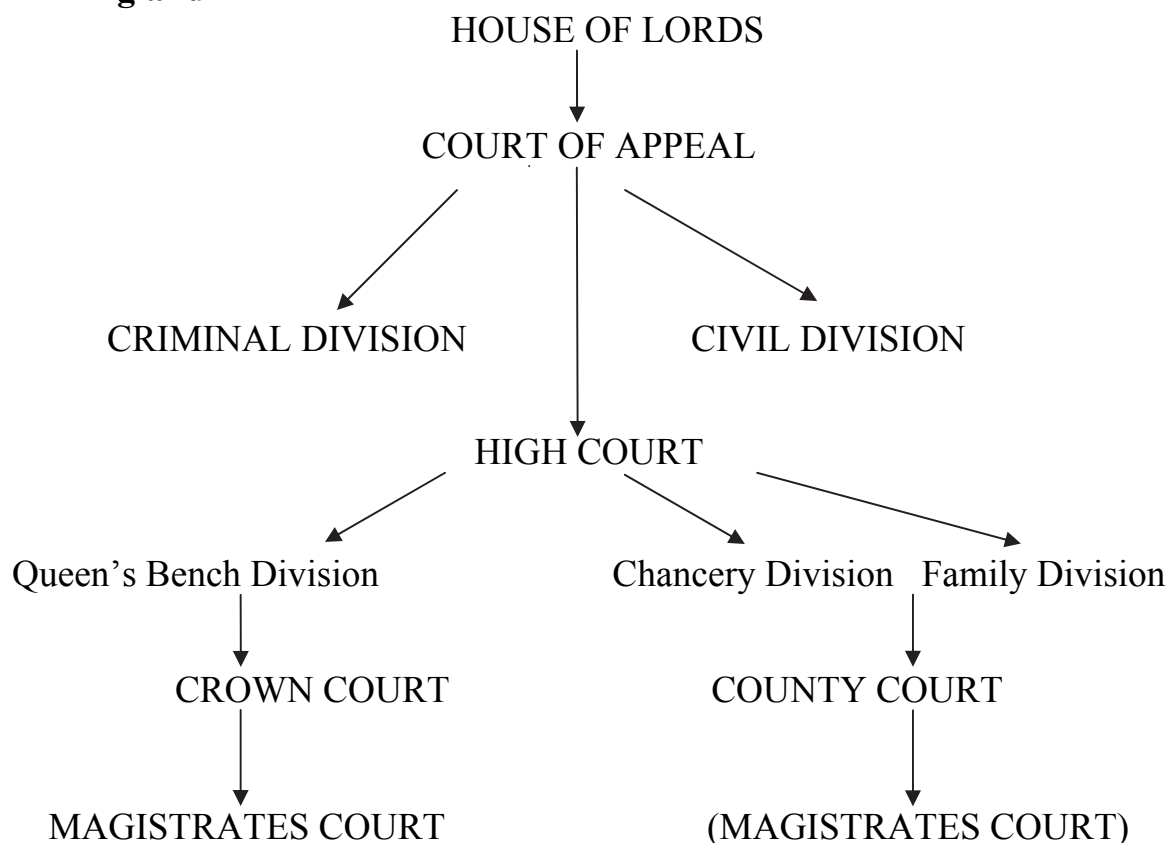 HOUSE OF LORDS
COURT OF APPEAL
CRIMINAL DIVISION CIVIL DIVISION
HIGH COURT
Queen’s Bench Division Chancery Division Family Division
CROWN COURT COUNTY COURT
MAGISTRATES COURT (MAGISTRATES COURT)